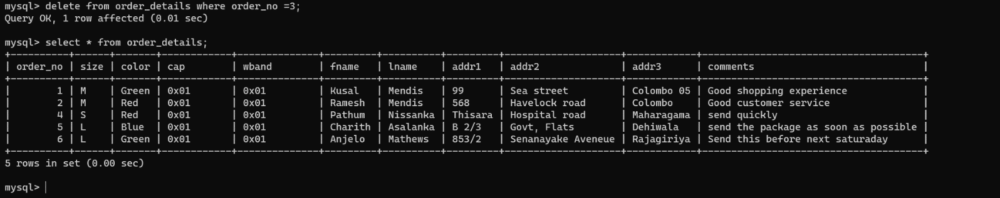 mysql> delete from order_details where order_no =3;
Query OK, 1 row affected (0.01 sec)
mysql> select * from order_details;
+----------+------+-------+------------+--------------+---------+----------+---------+-------------------+------------+--------------------------------------+
| order_no | size | color | cap        | wband        | fname   | lname    | addr1   | addr2             | addr3      | comments                             |
+----------+------+-------+------------+--------------+---------+----------+---------+-------------------+------------+--------------------------------------+
|        1 | M    | Green | 0x01       | 0x01         | Kusal   | Mendis   | 99      | Sea street        | Colombo 05 | Good shopping experience             |
|        2 | M    | Red   | 0x01       | 0x01         | Ramesh  | Mendis   | 568     | Havelock road     | Colombo    | Good customer service                |
|        4 | S    | Red   | 0x01       | 0x01         | Pathum  | Nissanka | Thisara | Hospital road     | Maharagama | send quickly                         |
|        5 | L    | Blue  | 0x01       | 0x01         | Charith | Asalanka | B 2/3   | Govt, Flats       | Dehiwala   | send the package as soon as possible |
|        6 | L    | Green | 0x01       | 0x01         | Anjelo  | Mathews  | 853/2   | Senanayake Aveneue | Rajagiriya | Send this before next saturaday      |
+----------+------+-------+------------+--------------+---------+----------+---------+-------------------+------------+--------------------------------------+
5 rows in set (0.00 sec)
mysql>